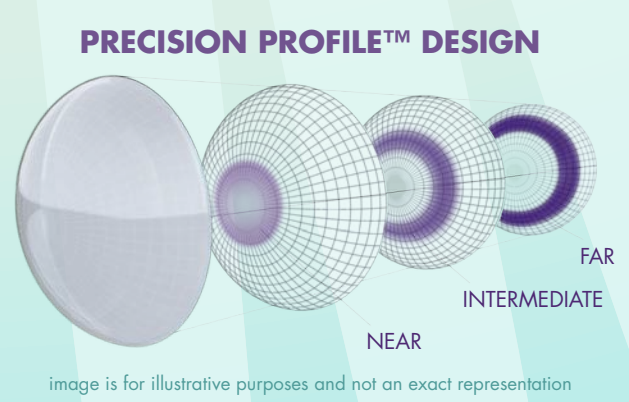 PRECISION PROFILE™ DESIGN
FAR
INTERMEDIATE
NEAR
image is for illustrative purposes and not an exact representation